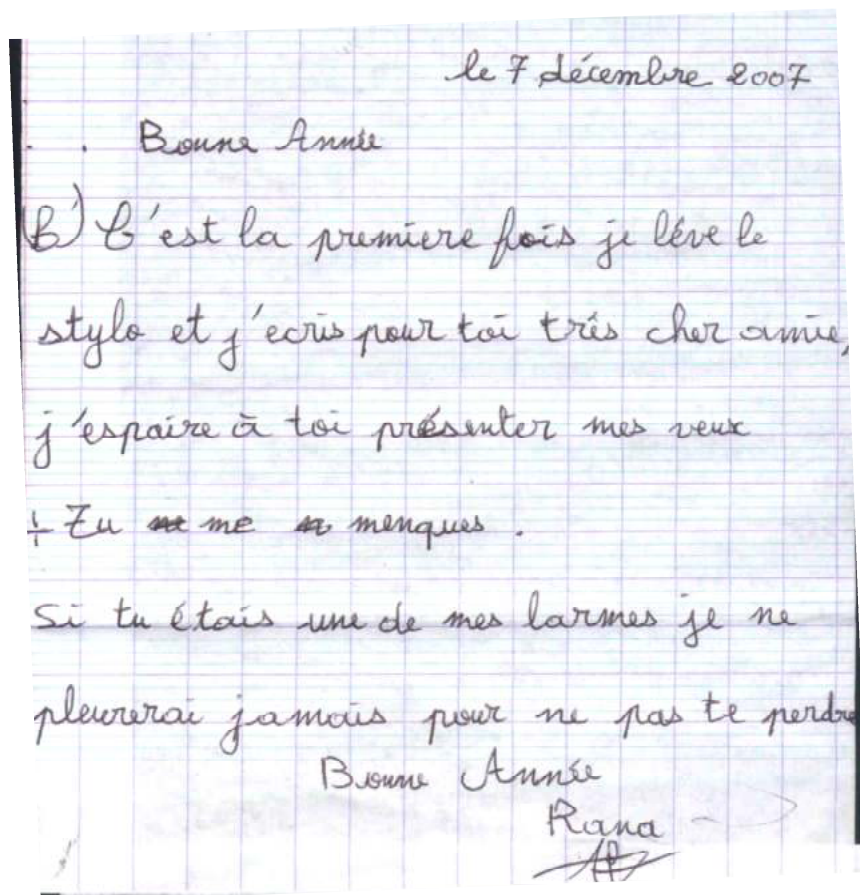 le 7 décembre 2007
Bonne Année
B) C'est la premiere fois je léve le
stylo et j'ecris pour toi trés cher amie,
j'espaire à toi présenter mes veux
+ Tu me menques.
Si tu étais une de mes larmes je ne
pleurerai jamais pour ne pas te perdre
Bonne Année
Rana